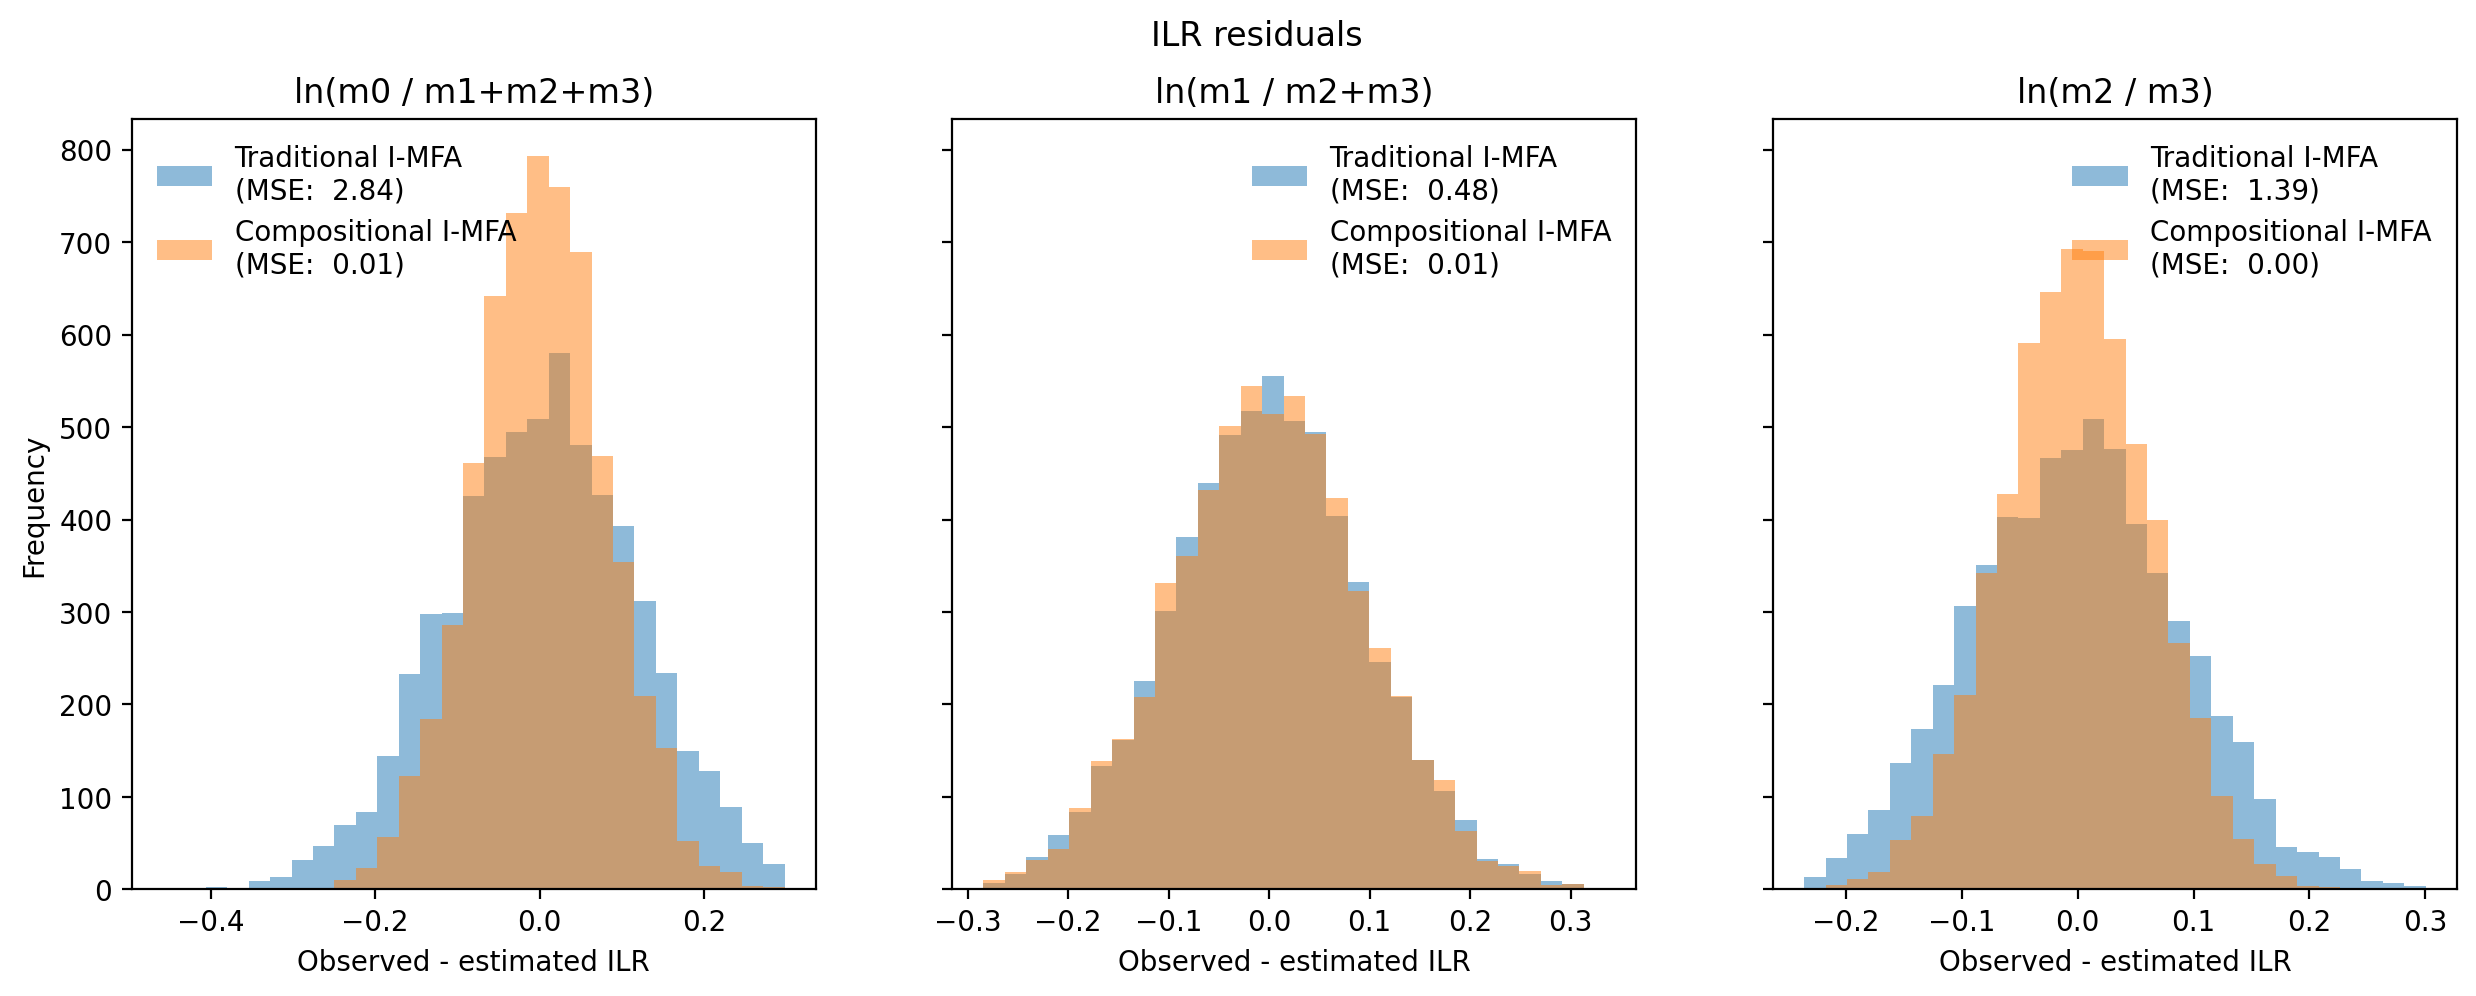 ILR residuals
ln(m0 / m1+m2+m3)
Traditional I-MFA
(MSE:  2.84)
Compositional I-MFA
(MSE:  0.01)
Frequency
800
700
600
500
400
300
200
100
0
−0.4 −0.2 0.0 0.2
Observed - estimated ILR
ln(m1 / m2+m3)
Traditional I-MFA
(MSE:  0.48)
Compositional I-MFA
(MSE:  0.01)
−0.3 −0.2 −0.1 0.0 0.1 0.2 0.3
Observed - estimated ILR
ln(m2 / m3)
Traditional I-MFA
(MSE:  1.39)
Compositional I-MFA
(MSE:  0.00)
−0.2 −0.1 0.0 0.1 0.2 0.3
Observed - estimated ILR